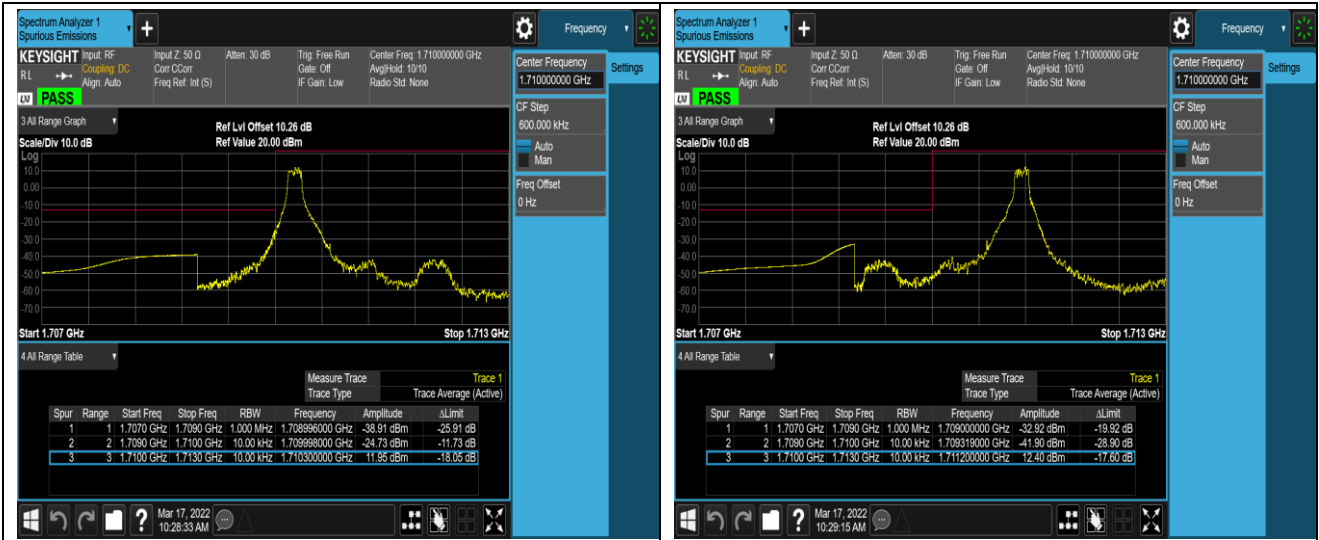 Spectrum Analyzer 1
Spurious Emissions
+
Frequency
KEYSIGHT Input: RF Input Z: 50 Ω Atten: 30 dB Trig: Free Run Center Freq: 1.710000000 GHz
RL Coupling: DC Corr CCorr Gate: Off Avg|Hold: 10/10
Align: Auto Freq Ref: Int (S) IF Gain: Low Radio Std: None
LXI PASS
3 All Range Graph
Ref Lvl Offset 10.26 dB
Scale/Div 10.0 dB Ref Value 20.00 dBm
Log
10.0
0.00
-10.0
-20.0
-30.0
-40.0
-50.0
-60.0
-70.0
Start 1.707 GHz Stop 1.713 GHz
4 All Range Table
Measure Trace Trace 1
Trace Type Trace Average (Active)
Spur Range Start Freq Stop Freq RBW Frequency Amplitude ΔLimit
1 1 1.7070 GHz 1.7090 GHz 1.000 MHz 1.708996000 GHz -38.91 dBm -25.91 dB
2 2 1.7090 GHz 1.7100 GHz 10.00 kHz 1.709998000 GHz -24.73 dBm -11.73 dB
3 3 1.7100 GHz 1.7130 GHz 10.00 kHz 1.710300000 GHz 11.95 dBm -18.05 dB
?
Mar 17, 2022
10:28:33 AM
Center Frequency
1.710000000 GHz
Settings
CF Step
600.000 kHz
Auto
Man
Freq Offset
0 Hz
Spectrum Analyzer 1
Spurious Emissions
+
Frequency
KEYSIGHT Input: RF Input Z: 50 Ω Atten: 30 dB Trig: Free Run Center Freq: 1.710000000 GHz
RL Coupling: DC Corr CCorr Gate: Off Avg|Hold: 10/10
Align: Auto Freq Ref: Int (S) IF Gain: Low Radio Std: None
LXI PASS
3 All Range Graph
Ref Lvl Offset 10.26 dB
Scale/Div 10.0 dB Ref Value 20.00 dBm
Log
10.0
0.00
-10.0
-20.0
-30.0
-40.0
-50.0
-60.0
-70.0
Start 1.707 GHz Stop 1.713 GHz
4 All Range Table
Measure Trace Trace 1
Trace Type Trace Average (Active)
Spur Range Start Freq Stop Freq RBW Frequency Amplitude ΔLimit
1 1 1.7070 GHz 1.7090 GHz 1.000 MHz 1.709000000 GHz -32.92 dBm -19.92 dB
2 2 1.7090 GHz 1.7100 GHz 10.00 kHz 1.709319000 GHz -41.90 dBm -28.90 dB
3 3 1.7100 GHz 1.7130 GHz 10.00 kHz 1.711200000 GHz 12.40 dBm -17.60 dB
?
Mar 17, 2022
10:29:15 AM
Center Frequency
1.710000000 GHz
Settings
CF Step
600.000 kHz
Auto
Man
Freq Offset
0 Hz